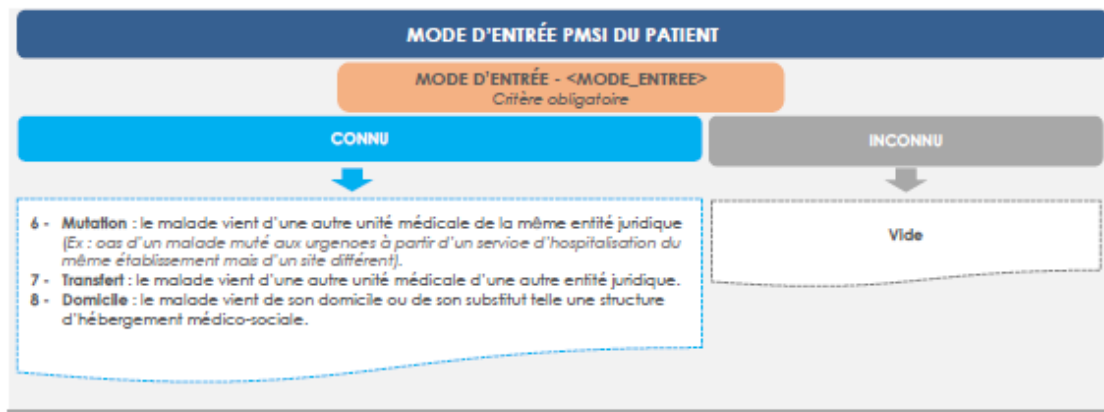 MODE D'ENTRÉE PMSI DU PATIENT
MODE D'ENTRÉE - <MODE_ENTREE>
Critère obligatoire
CONNU
INCONNU
6 - Mutation : le malade vient d'une autre unité médicale de la même entité juridique
(Ex : cas d'un malade muté aux urgences à partir d'un service d'hospitalisation du
même établissement mais d'un site différent).
7 - Transfert : le malade vient d'une autre unité médicale d'une autre entité juridique.
8 - Domicile : le malade vient de son domicile ou de son substitut telle une structure
d'hébergement médico-sociale.
Vide